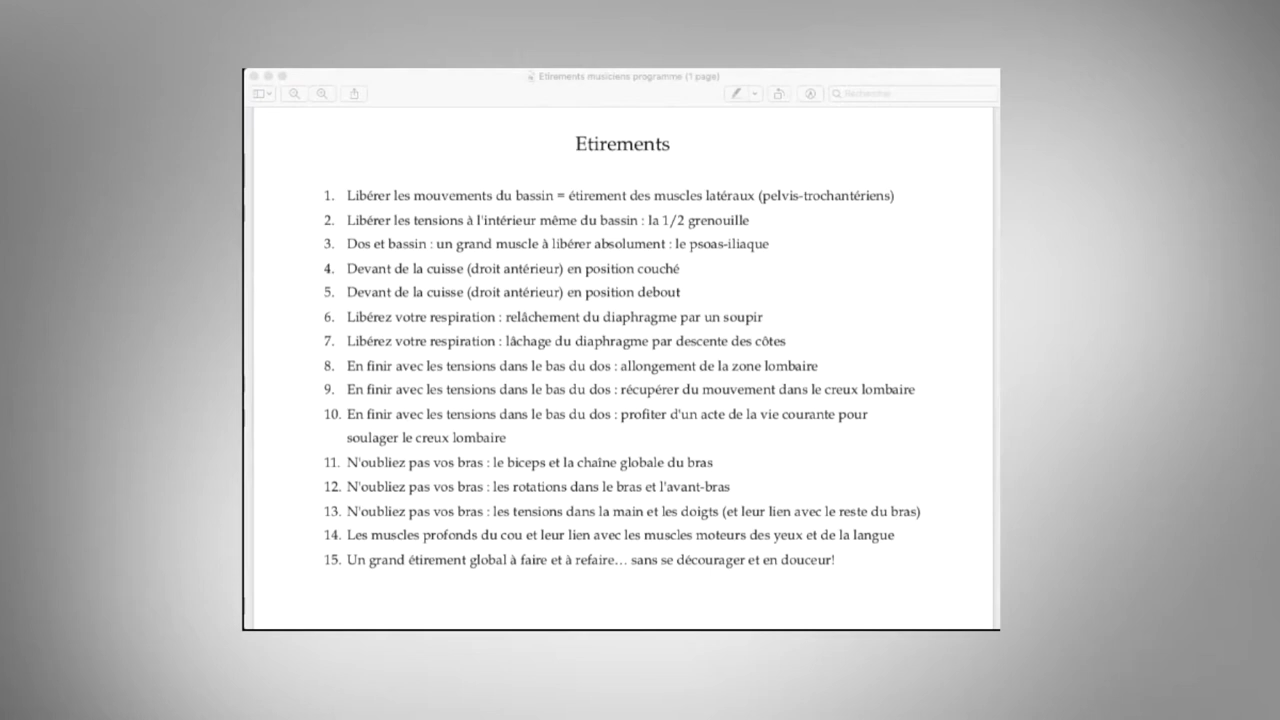 Etirements musiciens programme (1 page)
Rechercher
Etirements
1. Libérer les mouvements du bassin = étirement des muscles latéraux (pelvis-trochantériens)
2. Libérer les tensions à l'intérieur même du bassin : la 1/2 grenouille
3. Dos et bassin : un grand muscle à libérer absolument : le psoas-iliaque
4. Devant de la cuisse (droit antérieur) en position couché
5. Devant de la cuisse (droit antérieur) en position debout
6. Libérez votre respiration : relâchement du diaphragme par un soupir
7. Libérez votre respiration : lâchage du diaphragme par descente des côtes
8. En finir avec les tensions dans le bas du dos : allongement de la zone lombaire
9. En finir avec les tensions dans le bas du dos : récupérer du mouvement dans le creux lombaire
10. En finir avec les tensions dans le bas du dos : profiter d'un acte de la vie courante pour
soulager le creux lombaire
11. N'oubliez pas vos bras : le biceps et la chaîne globale du bras
12. N'oubliez pas vos bras : les rotations dans le bras et l'avant-bras
13. N'oubliez pas vos bras : les tensions dans la main et les doigts (et leur lien avec le reste du bras)
14. Les muscles profonds du cou et leur lien avec les muscles moteurs des yeux et de la langue
15. Un grand étirement global à faire et à refaire… sans se décourager et en douceur!